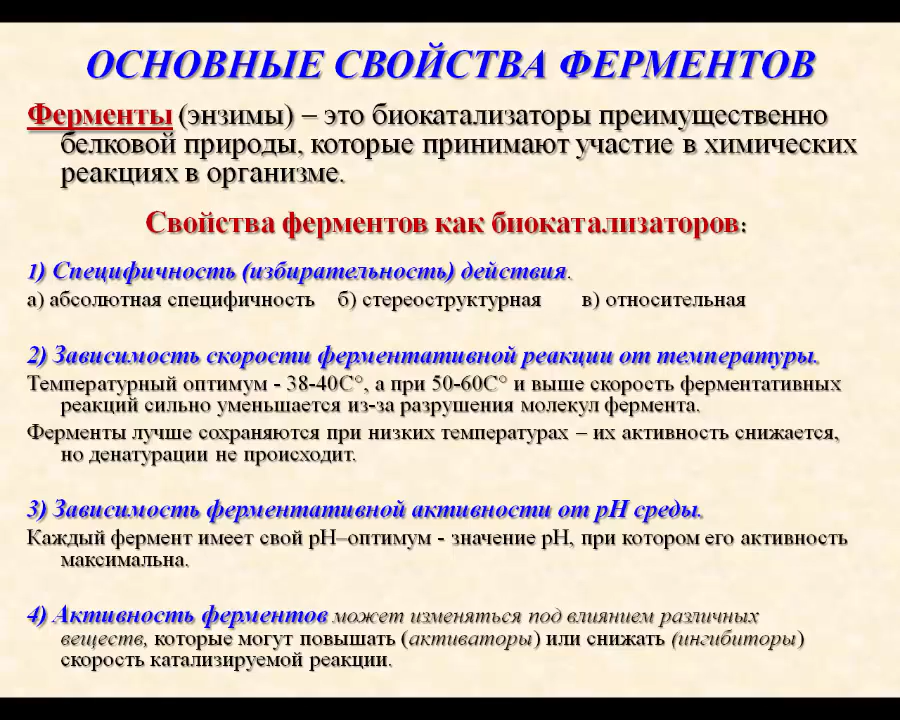 ОСНОВНЫЕ СВОЙСТВА ФЕРМЕНТОВ
Ферменты (энзимы) – это биокатализаторы преимущественно
белковой природы, которые принимают участие в химических
реакциях в организме.
Свойства ферментов как биокатализаторов:
1) Специфичность (избирательность) действия.
а) абсолютная специфичность б) стереоструктурная в) относительная
2) Зависимость скорости ферментативной реакции от температуры.
Температурный оптимум - 38-40С°, а при 50-60С° и выше скорость ферментативных
реакций сильно уменьшается из-за разрушения молекул фермента.
Ферменты лучше сохраняются при низких температурах – их активность снижается,
но денатурации не происходит.
3) Зависимость ферментативной активности от рН среды.
Каждый фермент имеет свой рН–оптимум - значение рН, при котором его активность
максимальна.
4) Активность ферментов может изменяться под влиянием различных
веществ, которые могут повышать (активаторы) или снижать (ингибиторы)
скорость катализируемой реакции.